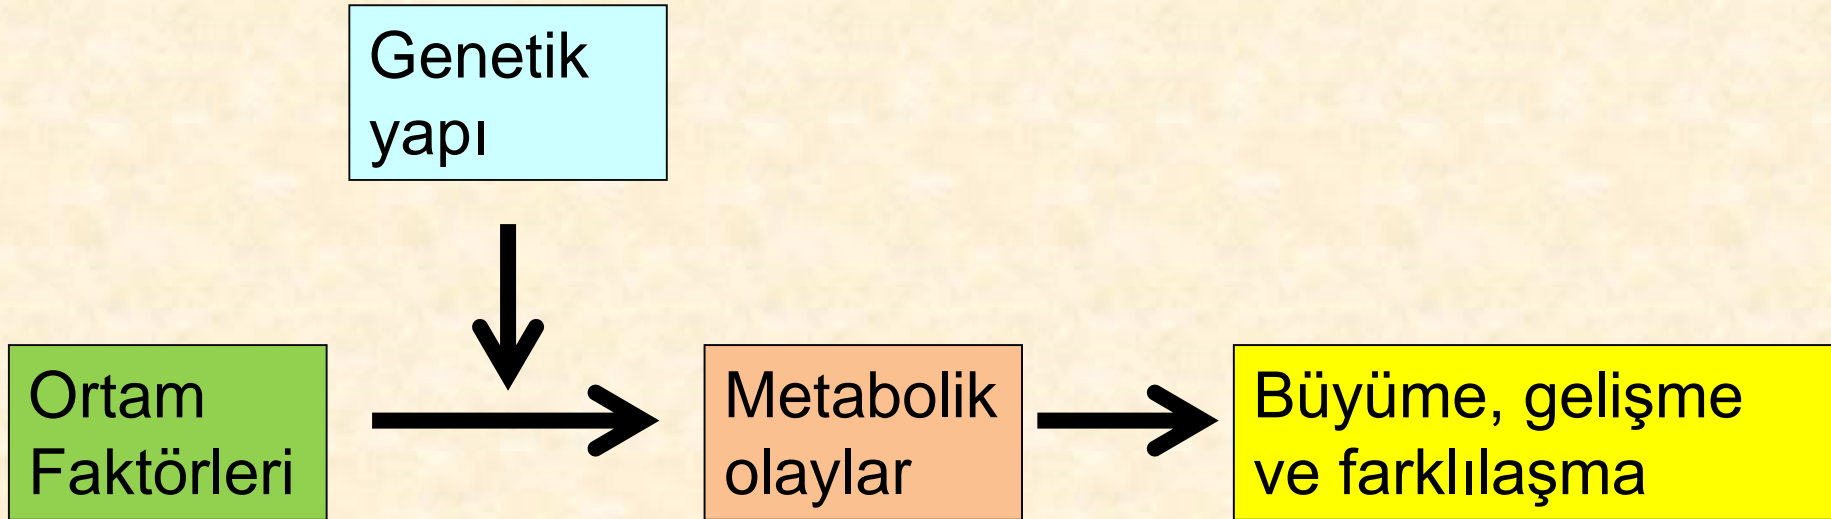 Genetik
yapı
Ortam
Faktörleri
Metabolik
olaylar
Büyüme, gelişme
ve farklılaşma